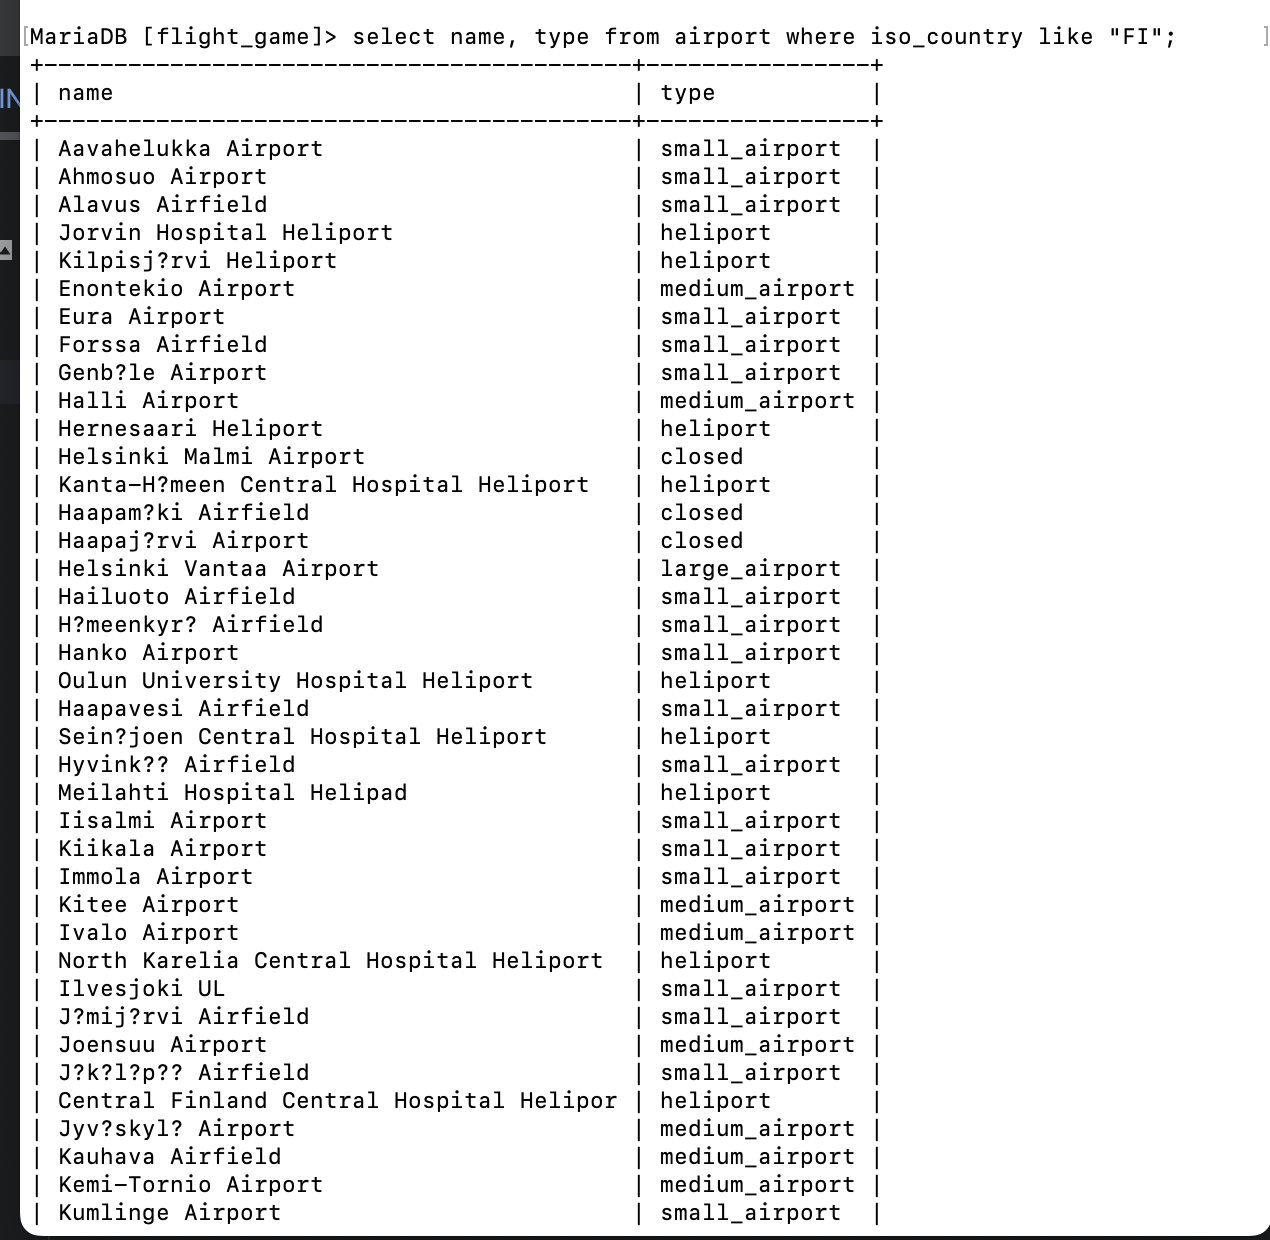 [MariaDB [flight_game]> select name, type from airport where iso_country like "FI"; ]
+------------------------------------------+----------------+
| name                                     | type           |
+------------------------------------------+----------------+
| Aavahelukka Airport                      | small_airport  |
| Ahmosuo Airport                          | small_airport  |
| Alavus Airfield                          | small_airport  |
| Jorvin Hospital Heliport                 | heliport       |
| Kilpisj?rvi Heliport                     | heliport       |
| Enontekio Airport                        | medium_airport |
| Eura Airport                             | small_airport  |
| Forssa Airfield                          | small_airport  |
| Genb?le Airport                          | small_airport  |
| Halli Airport                            | medium_airport |
| Hernesaari Heliport                      | heliport       |
| Helsinki Malmi Airport                   | closed         |
| Kanta-H?meen Central Hospital Heliport   | heliport       |
| Haapam?ki Airfield                       | closed         |
| Haapaj?rvi Airport                       | closed         |
| Helsinki Vantaa Airport                  | large_airport  |
| Hailuoto Airfield                        | small_airport  |
| H?meenkyr? Airfield                      | small_airport  |
| Hanko Airport                            | small_airport  |
| Oulun University Hospital Heliport       | heliport       |
| Haapavesi Airfield                       | small_airport  |
| Sein?joen Central Hospital Heliport      | heliport       |
| Hyvink?? Airfield                        | small_airport  |
| Meilahti Hospital Helipad                | heliport       |
| Iisalmi Airport                          | small_airport  |
| Kiikala Airport                          | small_airport  |
| Immola Airport                           | small_airport  |
| Kitee Airport                            | medium_airport |
| Ivalo Airport                            | medium_airport |
| North Karelia Central Hospital Heliport  | heliport       |
| Ilvesjoki UL                             | small_airport  |
| J?mij?rvi Airfield                       | small_airport  |
| Joensuu Airport                          | medium_airport |
| J?k?l?p?? Airfield                       | small_airport  |
| Central Finland Central Hospital Helipor | heliport       |
| Jyv?skyl? Airport                        | medium_airport |
| Kauhava Airfield                         | medium_airport |
| Kemi-Tornio Airport                      | medium_airport |
| Kumlinge Airport                         | small_airport  |
IN